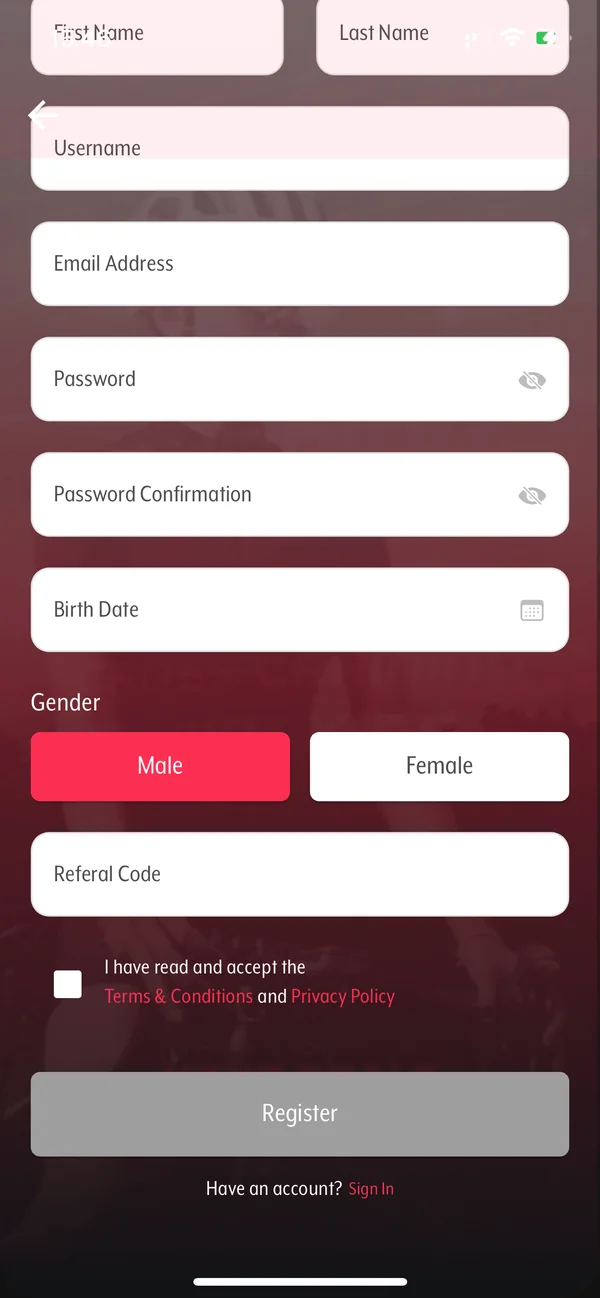 First Name
Last Name
Username
Email Address
Password
Password Confirmation
Birth Date
Gender
Male
Female
Referal Code
I have read and accept the
Terms & Conditions and Privacy Policy
Register
Have an account? Sign In